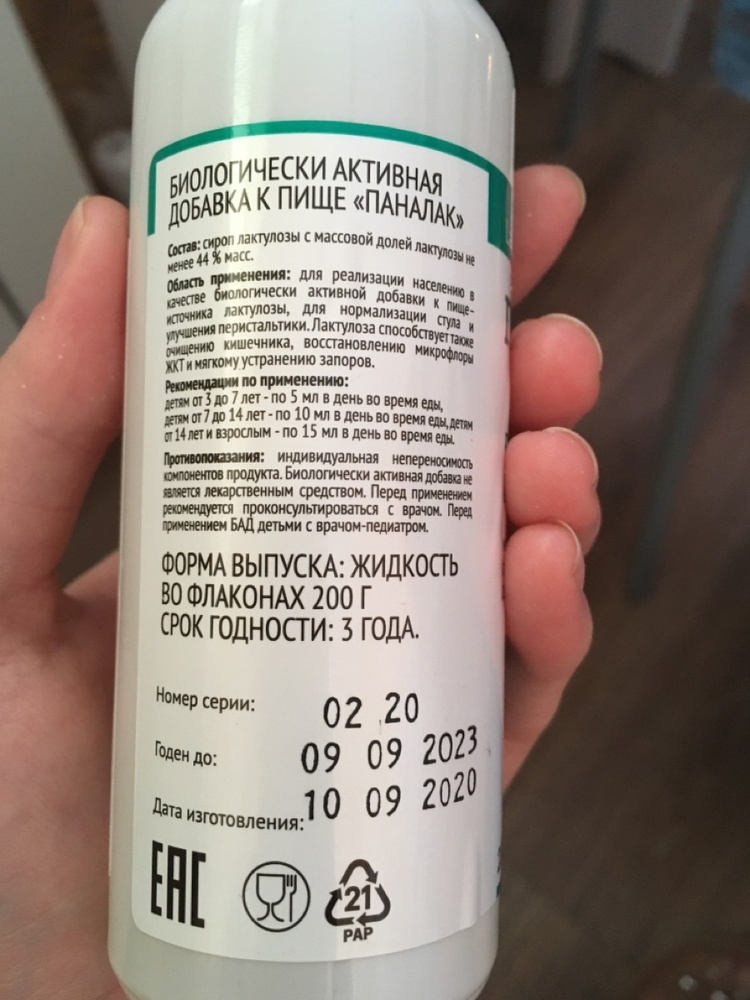 БИОЛОГИЧЕСКИ АКТИВНАЯ
ДОБАВКА К ПИЩЕ «ПАНАЛАК»
Состав: сироп лактулозы с массовой долей лактулозы не
менее 44 % масс.
Область применения: для реализации населению в
качестве биологически активной добавки к пище-
источника лактулозы, для нормализации стула и
улучшения перистальтики. Лактулоза способствует также
очищению кишечника, восстановлению микрофлоры
ЖКТ и мягкому устранению запоров.
Рекомендации по применению:
детям от 3 до 7 лет - по 5 мл в день во время еды,
детям от 7 до 14 лет - по 10 мл в день во время еды, детям
от 14 лет и взрослым - по 15 мл в день во время еды.
Противопоказания: индивидуальная непереносимость
компонентов продукта. Биологически активная добавка не
является лекарственным средством. Перед применением
рекомендуется проконсультироваться с врачом. Перед
применением БАД детьми с врачом-педиатром.
ФОРМА ВЫПУСКА: ЖИДКОСТЬ
ВО ФЛАКОНАХ 200 Г
СРОК ГОДНОСТИ: 3 ГОДА.
Номер серии: 02 20
Годен до: 09 09 2023
Дата изготовления: 10 09 2020
EAC
21
PAP